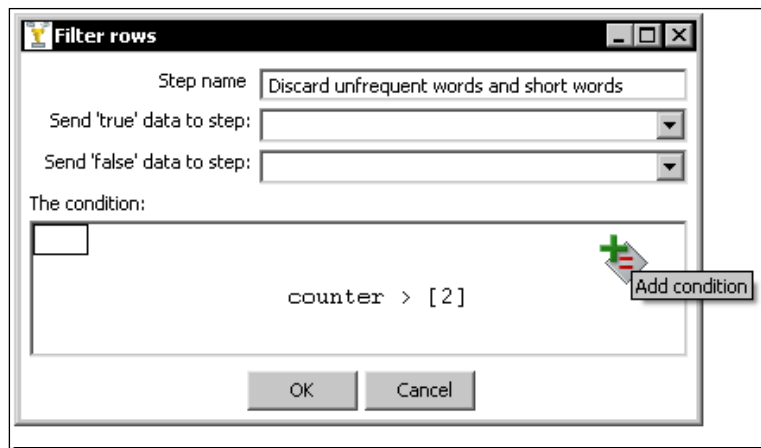 Filter rows
Step name Discard unfrequent words and short words
Send 'true' data to step:
Send 'false' data to step:
The condition:
counter > [2]
Add condition
OK Cancel